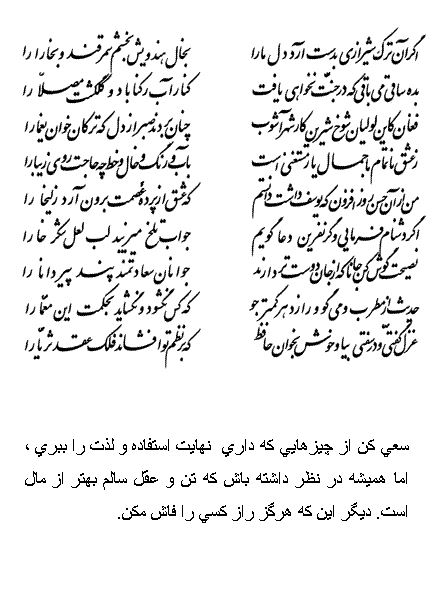 اگر آن ترک شیرازی بدست آرد دل ما را بخال هندویش بخشم سمرقند و بخارا را
بده ساقی می باقی که در جنت نخواهی یافت کنار آب رکناباد و گلگشت مصلّا را
فغان کاین لولیان شوخ شیرین کار شهرآشوب چنان بردند صبر از دل که ترکان خوان یغما را
ز عشق ناتمام ما جمال یار مستغنی است بآب و رنگ و خال و خط چه حاجت روی زیبا را
من از آن حسن روزافزون که یوسف داشت دانستم که عشق از پرده عصمت برون آرد زلیخا را
اگر دشنام فرمایی و گر نفرین دعا گویم جواب تلخ میزیبد لب لعل شکرخا را
نصیحت گوش کن جانا که از جان دوست تر دارند جوانان سعادتمند پند پیر دانا را
حدیث از مطرب و می گو و راز دهر کمتر جو که کس نگشود و نگشاید بحکمت این معمّا را
غزل گفتی و در سفتی بیا و خوش بخوان حافظ که بر نظم تو افشاند فلک عقد ثریّا را
سعي كن از چيزهايي كه داري نهايت استفاده و لذت را ببري ،
اما هميشه در نظر داشته باش كه تن و عقل سالم بهتر از مال
است. ديگر اين كه هرگز راز كسي را فاش مكن.